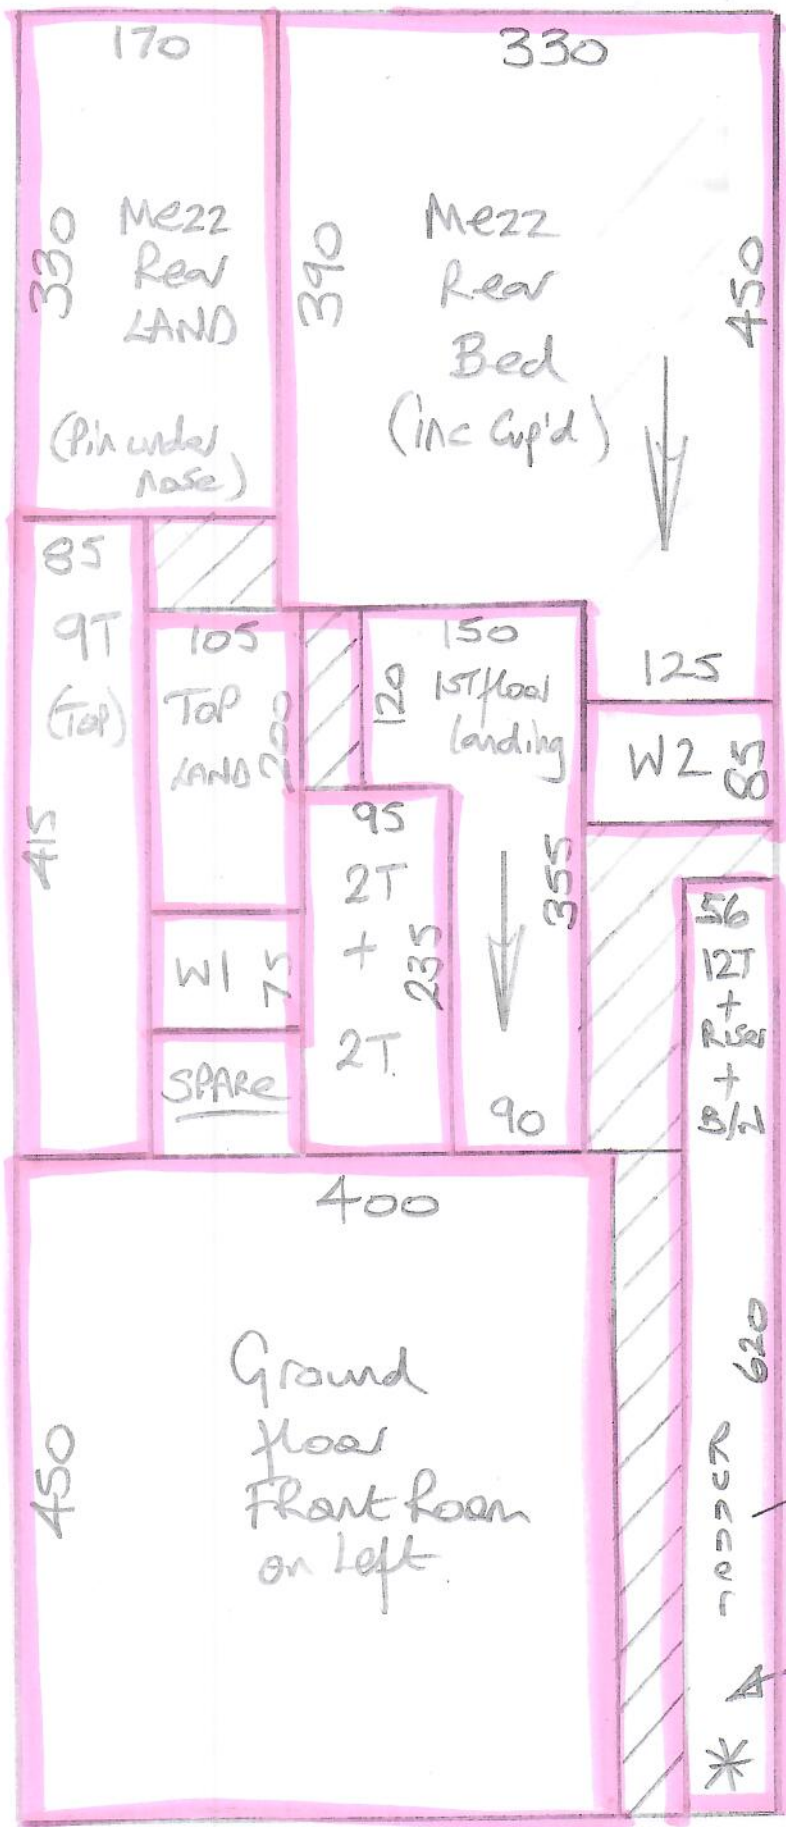 170
330
Mezz
Rear
LAND
(Pin under
nose)
330
390
Mezz
Rear
Bed
(inc Cup'd)
450
85
9T
(Top)
415
105
TOP
LAND
200
120
150
1ST floor
landing
355
90
125
W2
85
W1
75
SPARE
95
2T
+
2T
235
56
12T
+
Riser
+
B/N
620
RUNNER
400
450
Ground
floor
FRont Room
on Left
*